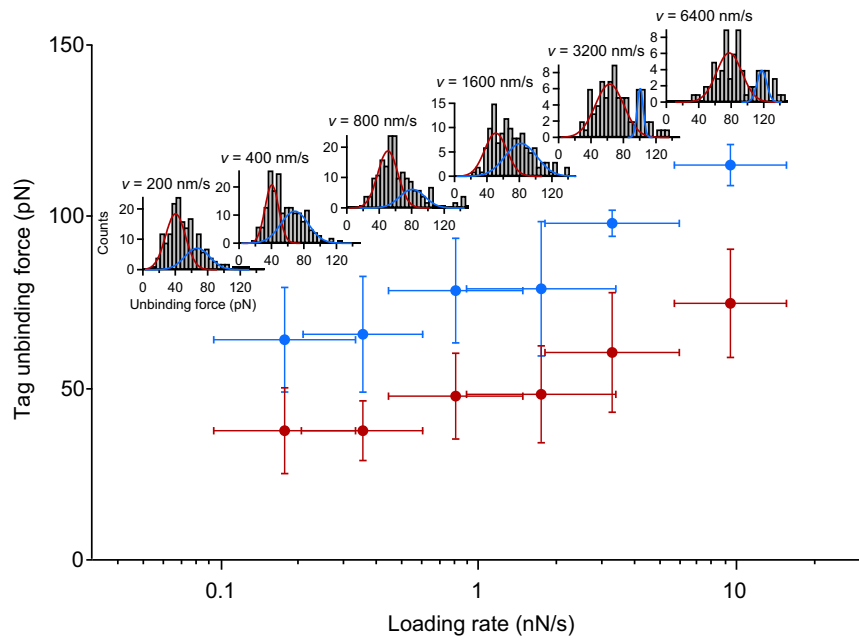 v = 6400 nm/s
8
6
4
2
0
0 40 80 120
v = 3200 nm/s
8
6
4
2
0
0 40 80 120
v = 1600 nm/s
15
10
5
0
0 40 80 120
v = 800 nm/s
20
10
0
0 40 80 120
v = 400 nm/s
20
10
0
0 40 80 120
v = 200 nm/s
20
10
0
0 40 80 120
Counts
Unbinding force (pN)
150
100
50
0
Tag unbinding force (pN)
0.1 1 10
Loading rate (nN/s)